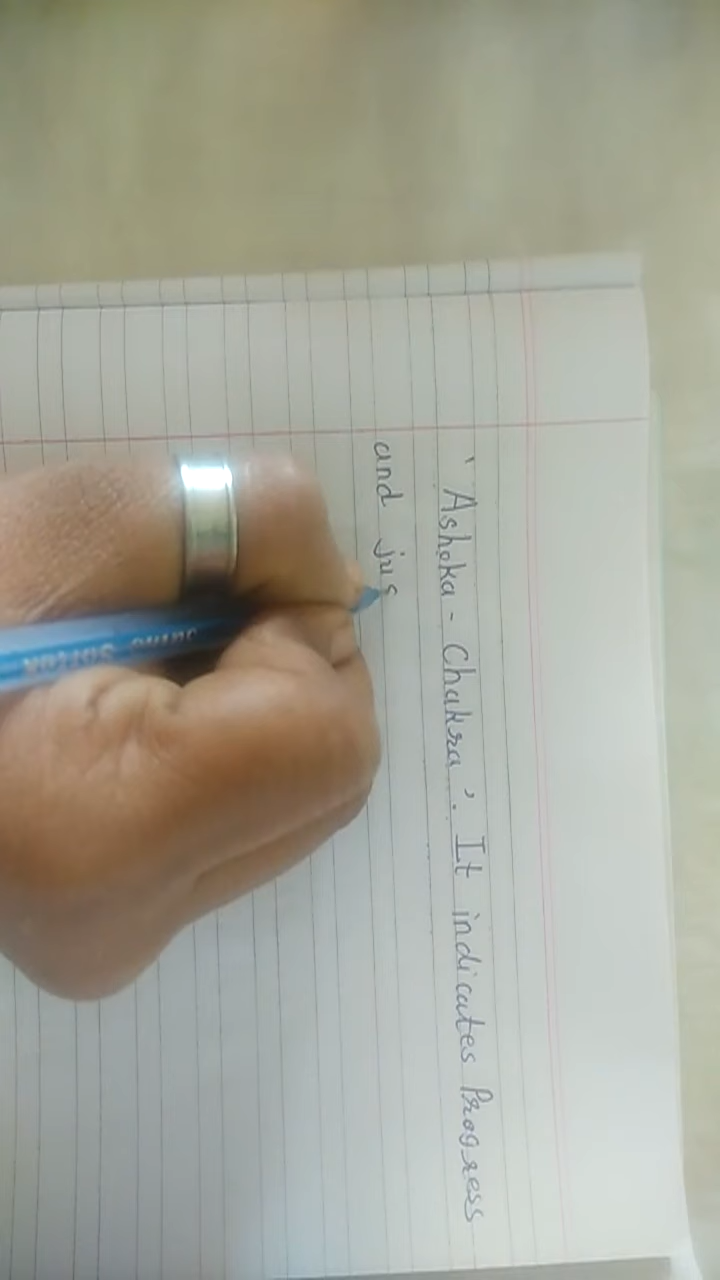 ' Ashoka - Chakra '. It indicates Progress
and jus